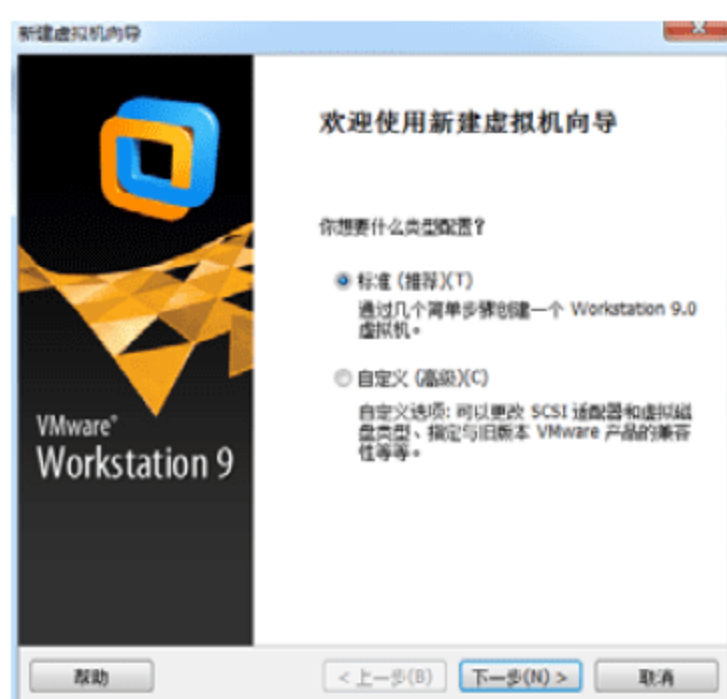 新建虚拟机向导
欢迎使用新建虚拟机向导
你想要什么类型配置?
标准 (推荐)(T)
通过几个简单步骤创建一个 Workstation 9.0
虚拟机。
自定义 (高级)(C)
自定义选项: 可以更改 SCSI 适配器和虚拟磁
盘类型、指定与旧版本 VMware 产品的兼容
性等等。
VMware®
Workstation 9
帮助
< 上一步(B)
下一步(N) >
取消